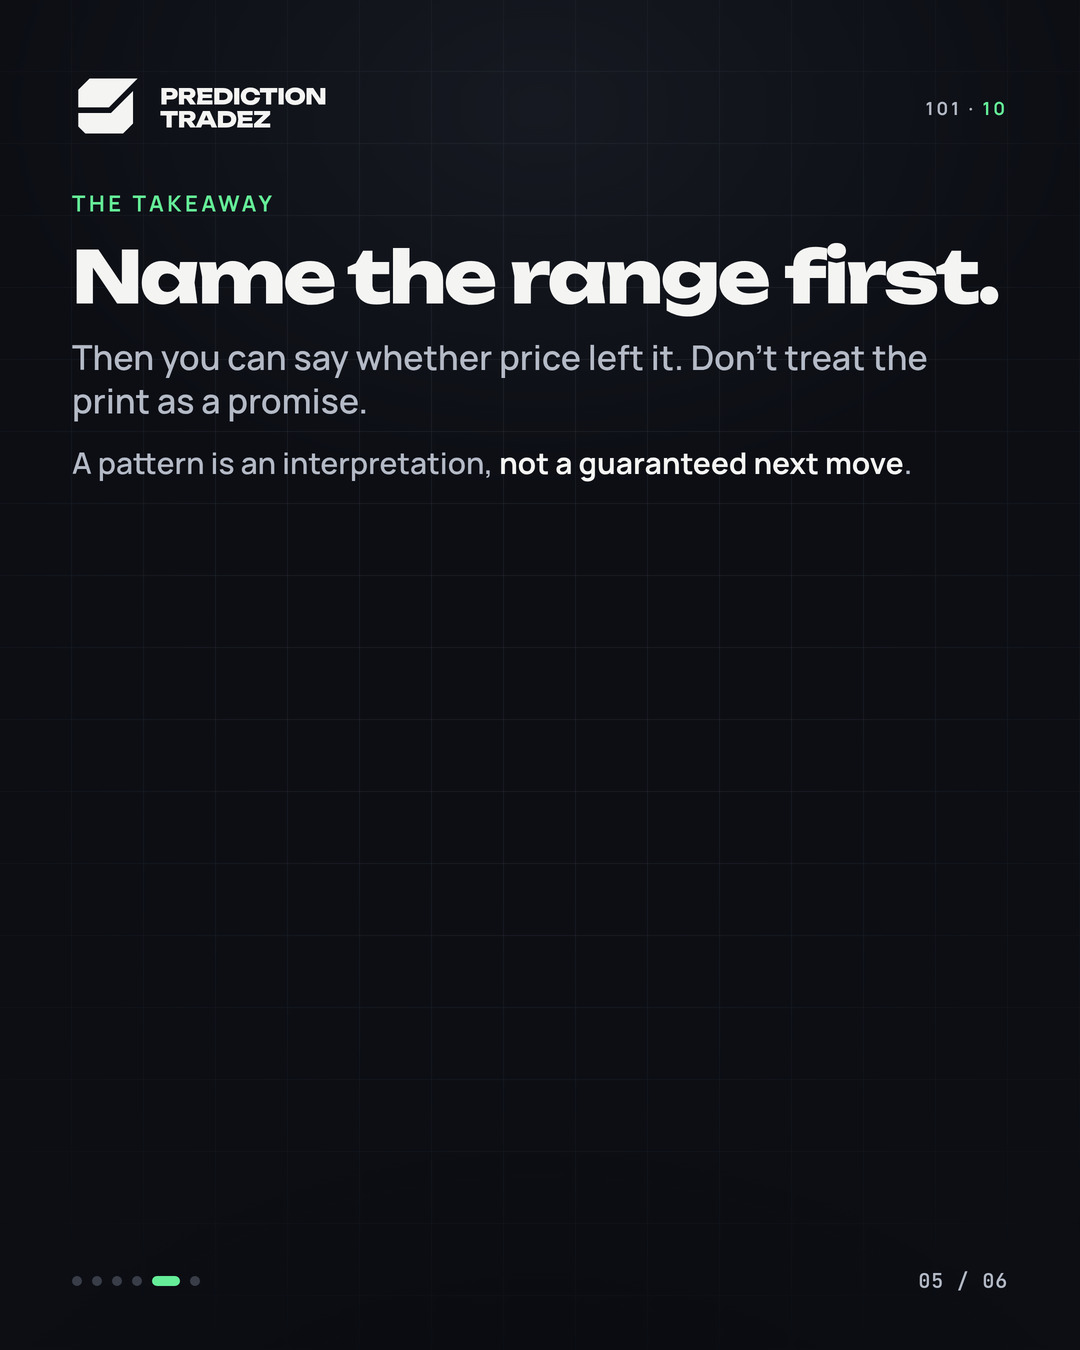 PREDICTION
TRADEZ
101 · 10
THE TAKEAWAY
Name the range first.
Then you can say whether price left it. Don’t treat the
print as a promise.
A pattern is an interpretation, not a guaranteed next move.
05 / 06